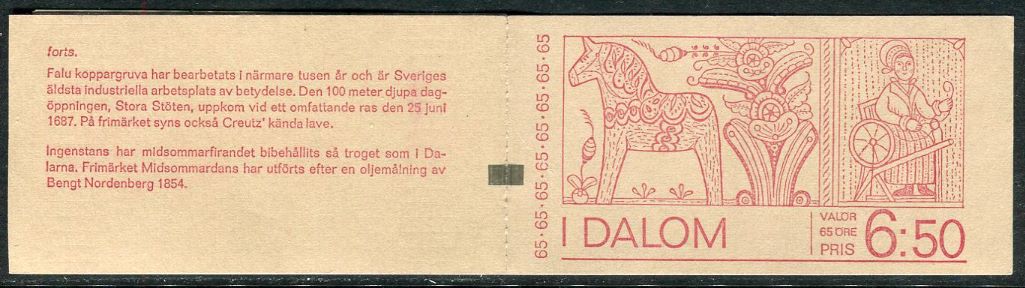 forts.
Falu koppargruva har bearbetats i närmare tusen år och är Sveriges
äldsta industriella arbetsplats av betydelse. Den 100 meter djupa dag-
öppningen, Stora Stöten, uppkom vid ett omfattande ras den 25 juni
1687. På frimärket syns också Creutz' kända lave.
Ingenstans har midsommarfirandet bibehållits så troget som i Da-
larna. Frimärket Midsommardans har utförts efter en oljemålning av
Bengt Nordenberg 1854.
65·65·65·65·65·65·65·65
I DALOM
VALÖR
65 ÖRE
PRIS
6:50